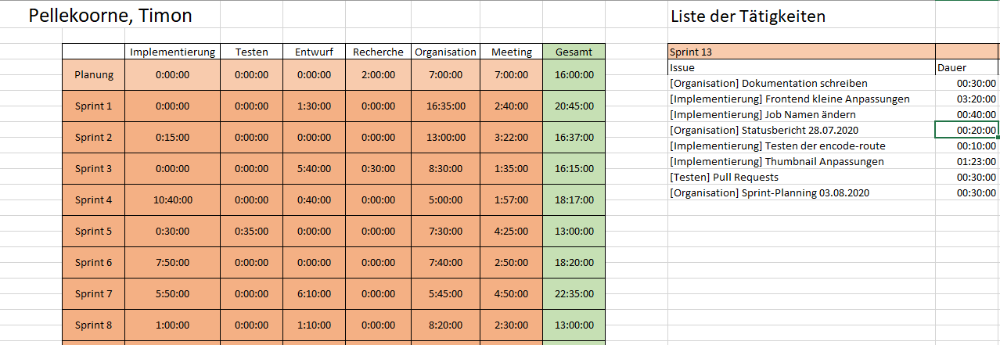 Pellekoorne, Timon
Implementierung Testen Entwurf Recherche Organisation Meeting Gesamt
Planung 0:00:00 0:00:00 0:00:00 2:00:00 7:00:00 7:00:00 16:00:00
Sprint 1 0:00:00 0:00:00 1:30:00 0:00:00 16:35:00 2:40:00 20:45:00
Sprint 2 0:15:00 0:00:00 0:00:00 0:00:00 13:00:00 3:22:00 16:37:00
Sprint 3 0:00:00 0:00:00 5:40:00 0:30:00 8:30:00 1:35:00 16:15:00
Sprint 4 10:40:00 0:00:00 0:40:00 0:00:00 5:00:00 1:57:00 18:17:00
Sprint 5 0:30:00 0:35:00 0:00:00 0:00:00 7:30:00 4:25:00 13:00:00
Sprint 6 7:50:00 0:00:00 0:00:00 0:00:00 7:40:00 2:50:00 18:20:00
Sprint 7 5:50:00 0:00:00 6:10:00 0:00:00 5:45:00 4:50:00 22:35:00
Sprint 8 1:00:00 0:00:00 1:10:00 0:00:00 8:20:00 2:30:00 13:00:00
Liste der Tätigkeiten
Sprint 13
Issue Dauer
[Organisation] Dokumentation schreiben 00:30:00
[Implementierung] Frontend kleine Anpassungen 03:20:00
[Implementierung] Job Namen ändern 00:40:00
[Organisation] Statusbericht 28.07.2020 00:20:00
[Implementierung] Testen der encode-route 00:10:00
[Implementierung] Thumbnail Anpassungen 01:23:00
[Testen] Pull Requests 00:30:00
[Organisation] Sprint-Planning 03.08.2020 00:30:00